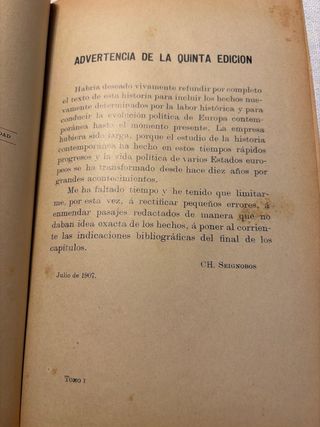 DAD
ADVERTENCIA DE LA QUINTA EDICION
Habría deseado vivamente refundir por completo
el texto de esta historia para incluir los hechos nue-
vamente determinados por la labor histórica y para
conducir la evolución política de Europa contem-
poránea hasta el momento presente. La empresa
hubiera sido larga, porque el estudio de la historia
contemporánea ha hecho en estos tiempos rápidos
progresos y la vida política de varios Estados euro-
peos se ha transformado desde hace diez años por
grandes acontecimientos.
Me ha faltado tiempo y he tenido que limitar-
me, por esta vez, á rectificar pequeños errores, á
enmendar pasajes redactados de manera que no
daban idea exacta de los hechos, á poner al corrien-
te las indicaciones bibliográficas del final de los
capítulos.
CH. SEIGNOBOS
Julio de 1907.
TOMO I